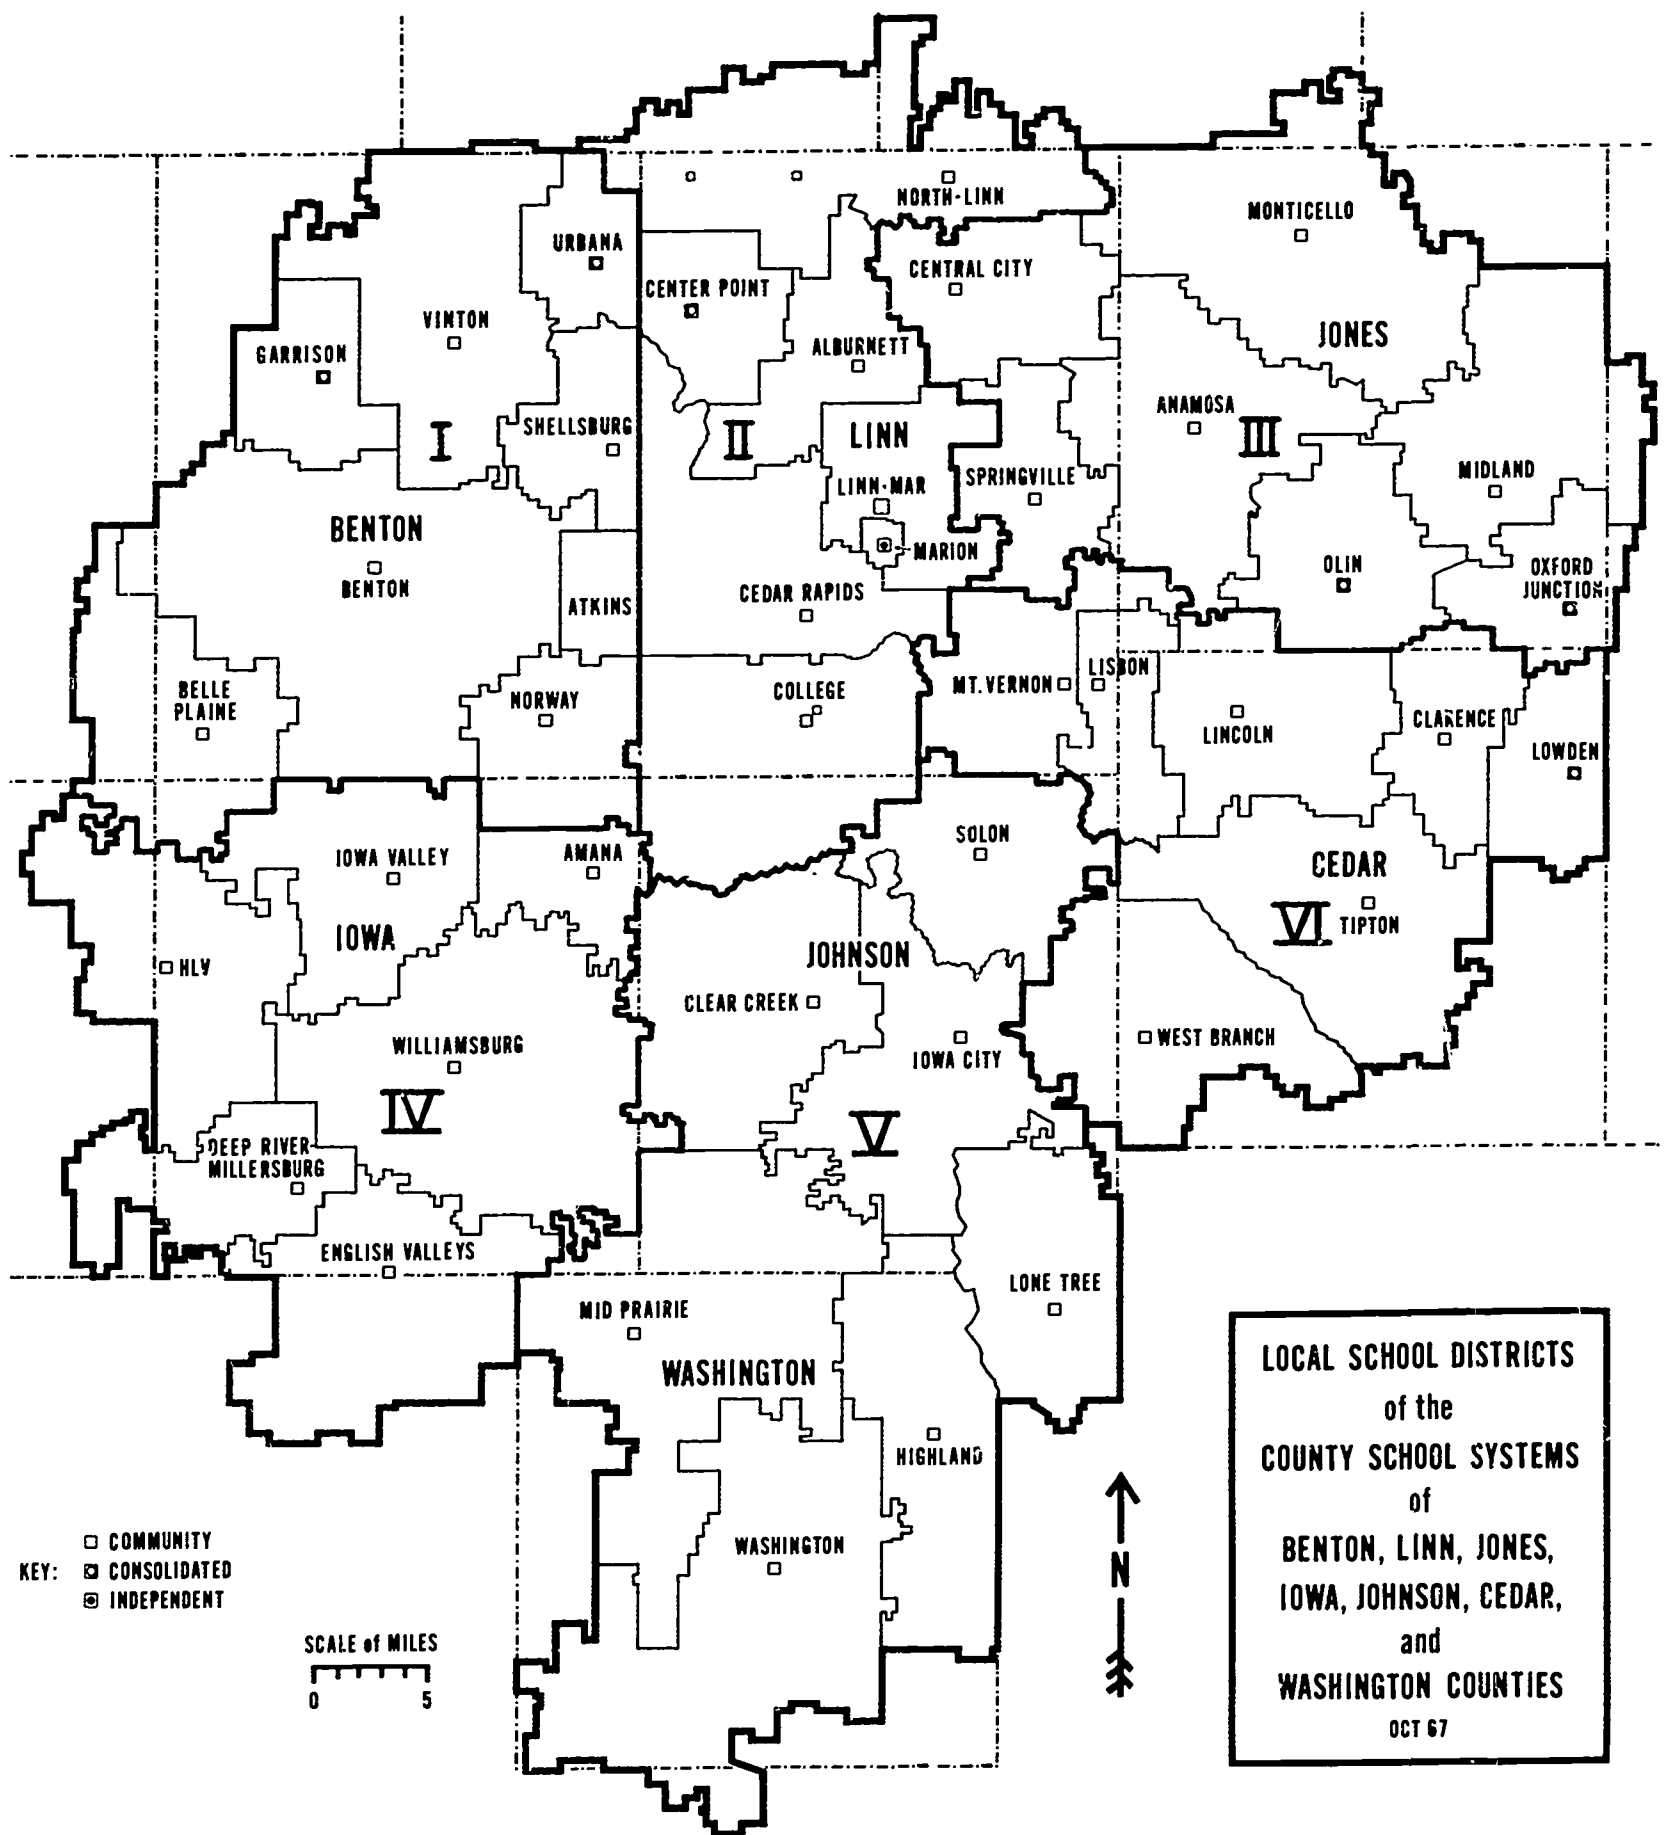 NORTH-LINN
MONTICELLO
URBANA
CENTRAL CITY
CENTER POINT
VINTON
JONES
GARRISON
ALBURNETT
ANAMOSA
I
SHELLSBURG
II
LINN
III
MIDLAND
SPRINGVILLE
LINN-MAR
BENTON
MARION
OLIN
OXFORD
JUNCTION
BENTON
CEDAR RAPIDS
ATKINS
LISBON
BELLE
PLAINE
NORWAY
COLLEGE
MT. VERNON
LINCOLN
CLARENCE
LOWDEN
SOLON
IOWA VALLEY
AMANA
CEDAR
VI
TIPTON
IOWA
JOHNSON
HLV
CLEAR CREEK
WILLIAMSBURG
IOWA CITY
WEST BRANCH
IV
V
DEEP RIVER
MILLERSBURG
ENGLISH VALLEYS
LONE TREE
MID PRAIRIE
WASHINGTON
HIGHLAND
WASHINGTON
KEY:
COMMUNITY
CONSOLIDATED
INDEPENDENT
SCALE of MILES
0 5
N
LOCAL SCHOOL DISTRICTS
of the
COUNTY SCHOOL SYSTEMS
of
BENTON, LINN, JONES,
IOWA, JOHNSON, CEDAR,
and
WASHINGTON COUNTIES
OCT 67